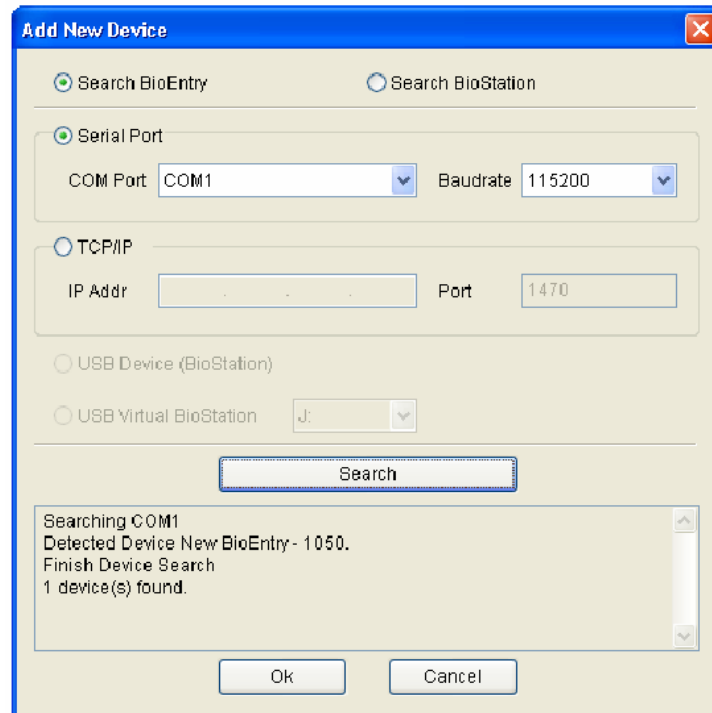 Add New Device
Search BioEntry Search BioStation
Serial Port
COM Port COM1 Baudrate 115200
TCP/IP
IP Addr . . . Port 1470
USB Device (BioStation)
USB Virtual BioStation J:
Search
Searching COM1
Detected Device New BioEntry - 1050.
Finish Device Search
1 device(s) found.
Ok Cancel